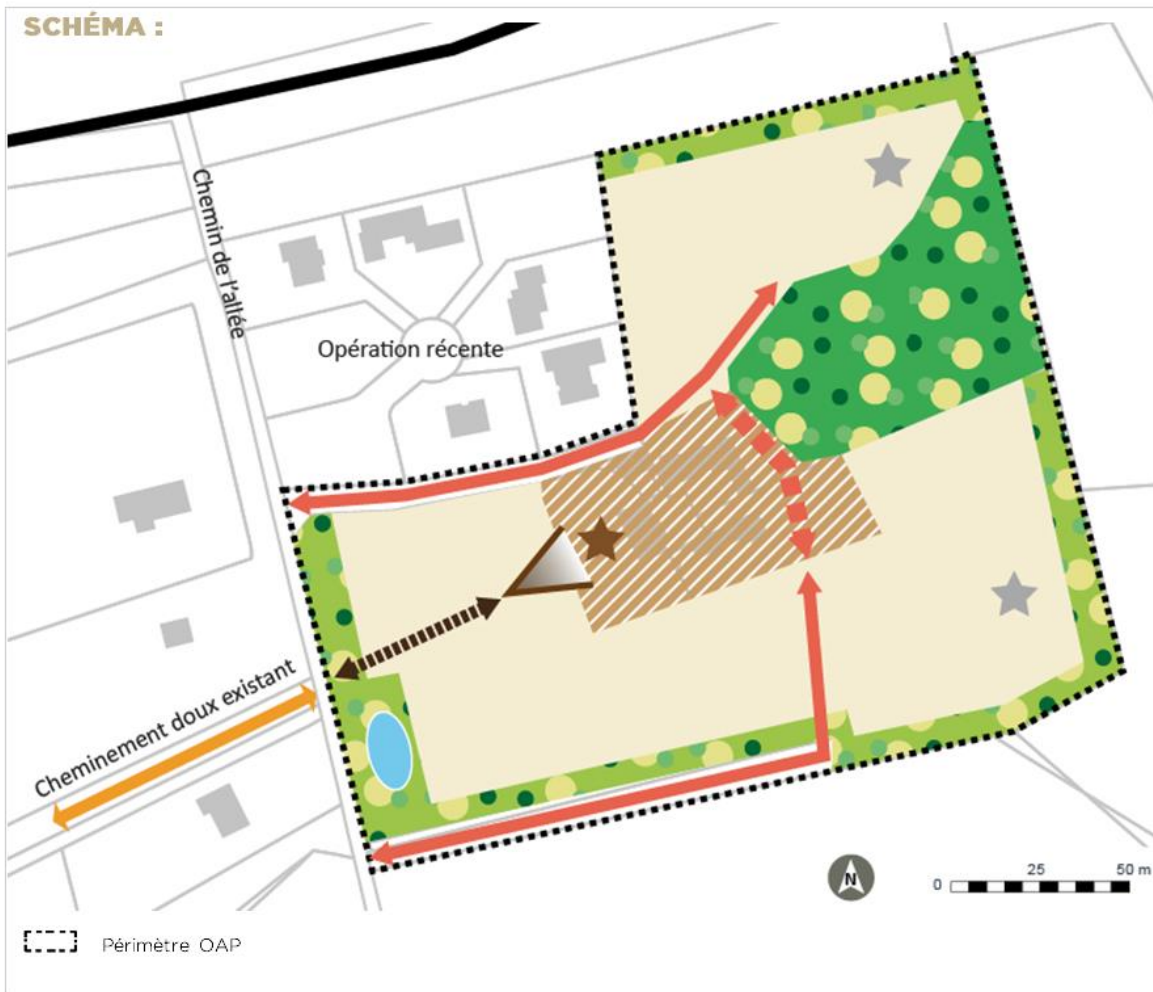 SCHÉMA :
Chemin de l'allée
Opération récente
Cheminement doux existant
N
0 25 50 m
Périmètre OAP